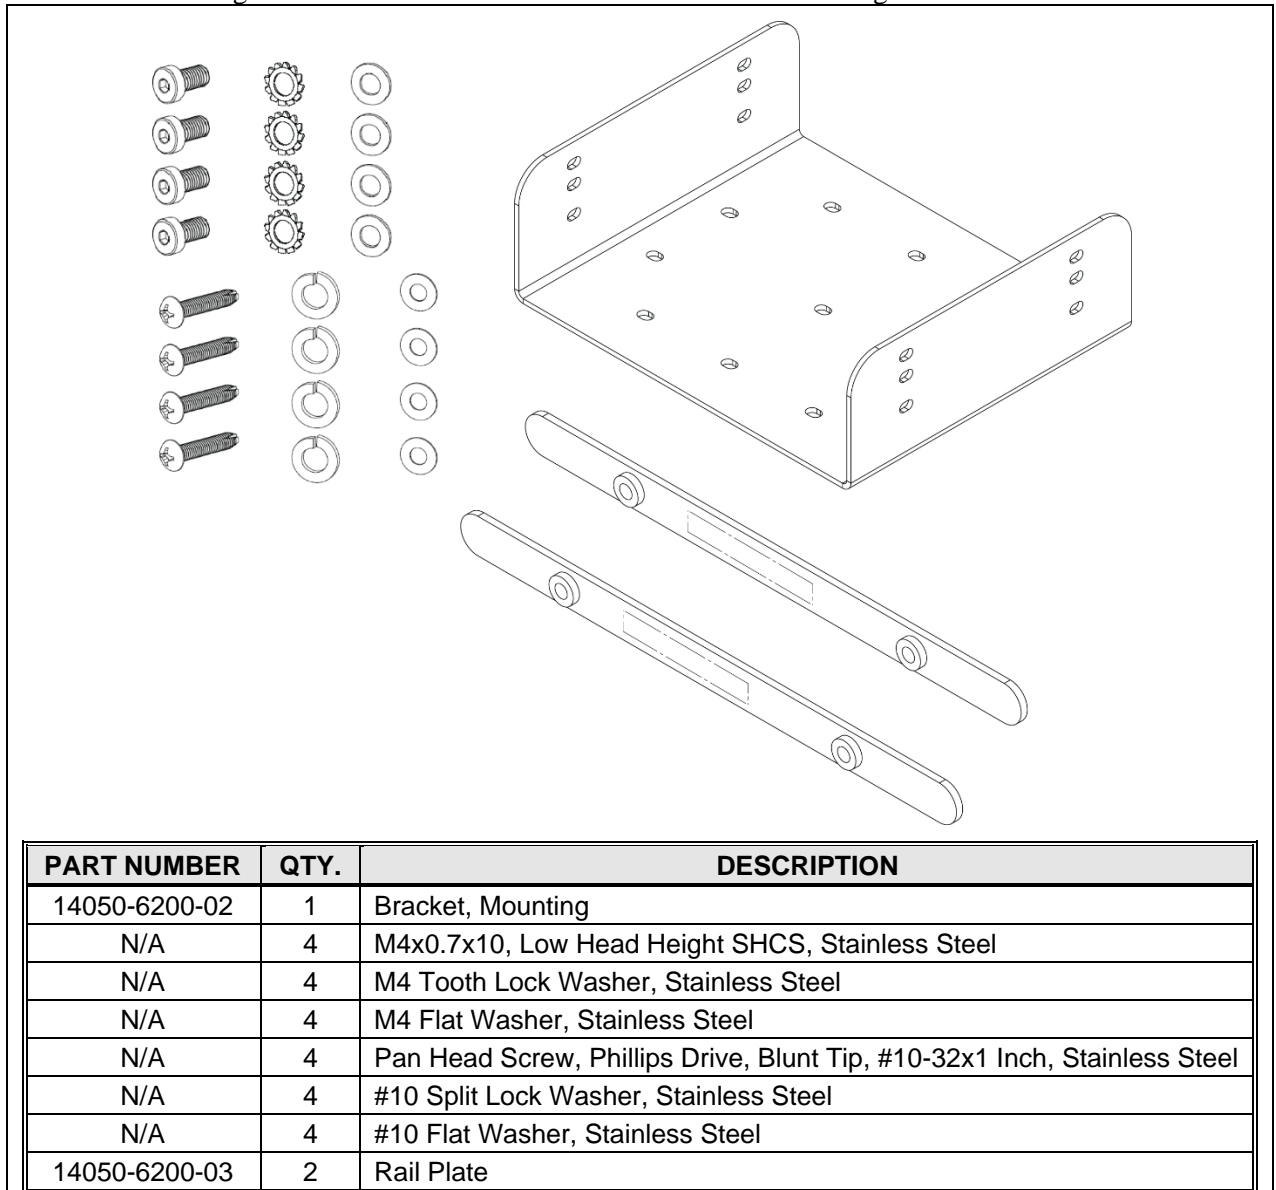 PART NUMBER QTY. DESCRIPTION
14050-6200-02 1 Bracket, Mounting
N/A 4 M4x0.7x10, Low Head Height SHCS, Stainless Steel
N/A 4 M4 Tooth Lock Washer, Stainless Steel
N/A 4 M4 Flat Washer, Stainless Steel
N/A 4 Pan Head Screw, Phillips Drive, Blunt Tip, #10-32x1 Inch, Stainless Steel
N/A 4 #10 Split Lock Washer, Stainless Steel
N/A 4 #10 Flat Washer, Stainless Steel
14050-6200-03 2 Rail Plate